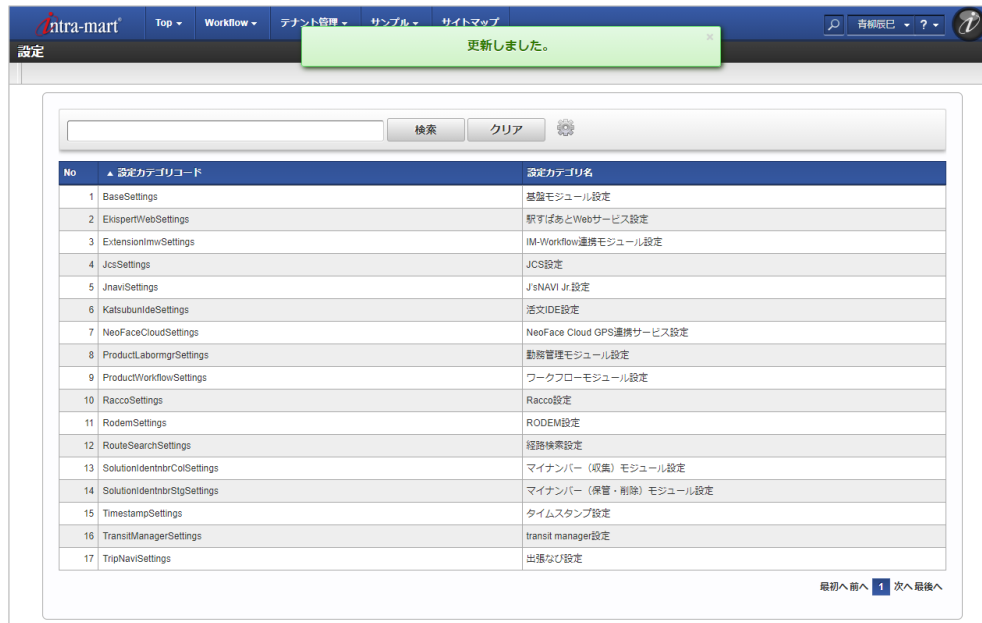 intra-mart Top Workflow テナント管理 サンプル サイトマップ 青柳辰巳 ?
更新しました。 ×
設定
検索 クリア
No ▲ 設定カテゴリコード 設定カテゴリ名
1 BaseSettings 基盤モジュール設定
2 EkispertWebSettings 駅すぱあとWebサービス設定
3 ExtensionImwSettings IM-Workflow連携モジュール設定
4 JcsSettings JCS設定
5 JnaviSettings J'sNAVI Jr.設定
6 KatsubunIdeSettings 活文IDE設定
7 NeoFaceCloudSettings NeoFace Cloud GPS連携サービス設定
8 ProductLabormgrSettings 勤務管理モジュール設定
9 ProductWorkflowSettings ワークフローモジュール設定
10 RaccoSettings Racco設定
11 RodemSettings RODEM設定
12 RouteSearchSettings 経路検索設定
13 SolutionIdentnbrColSettings マイナンバー（収集）モジュール設定
14 SolutionIdentnbrStgSettings マイナンバー（保管・削除）モジュール設定
15 TimestampSettings タイムスタンプ設定
16 TransitManagerSettings transit manager設定
17 TripNaviSettings 出張なび設定
最初へ 前へ 1 次へ 最後へ